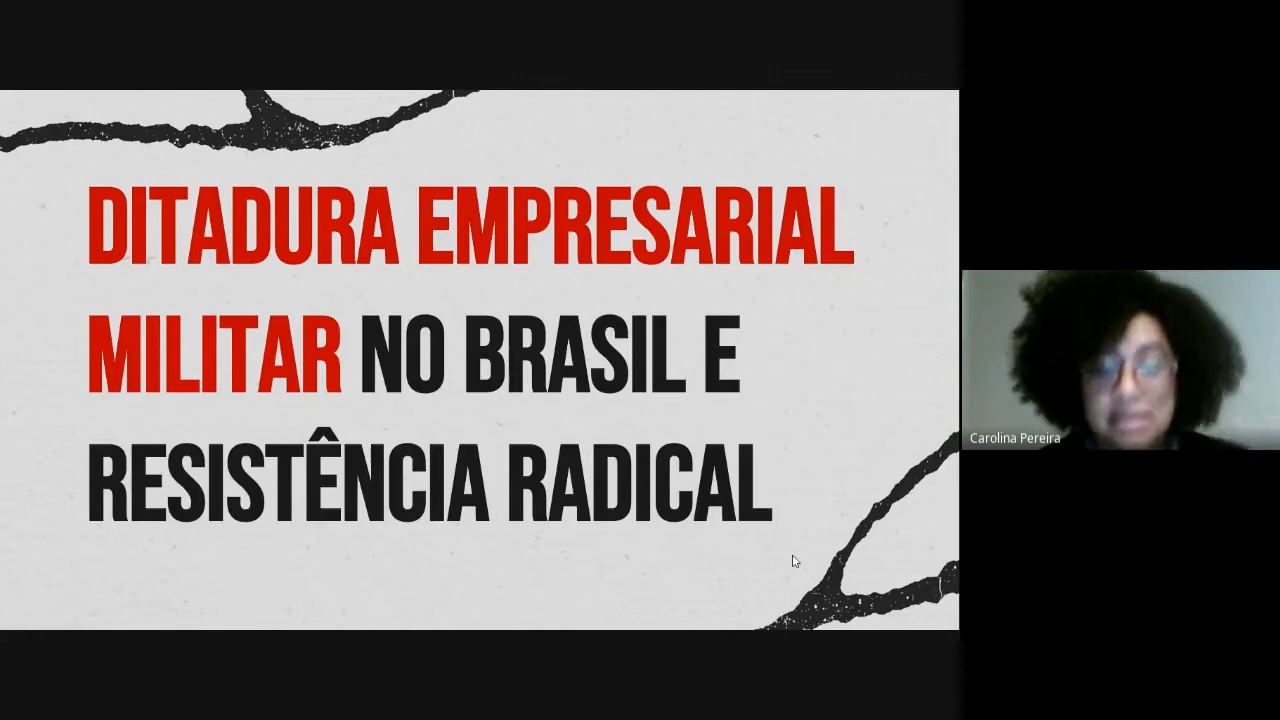 DITADURA EMPRESARIAL
MILITAR NO BRASIL E
RESISTÊNCIA RADICAL
Carolina Pereira